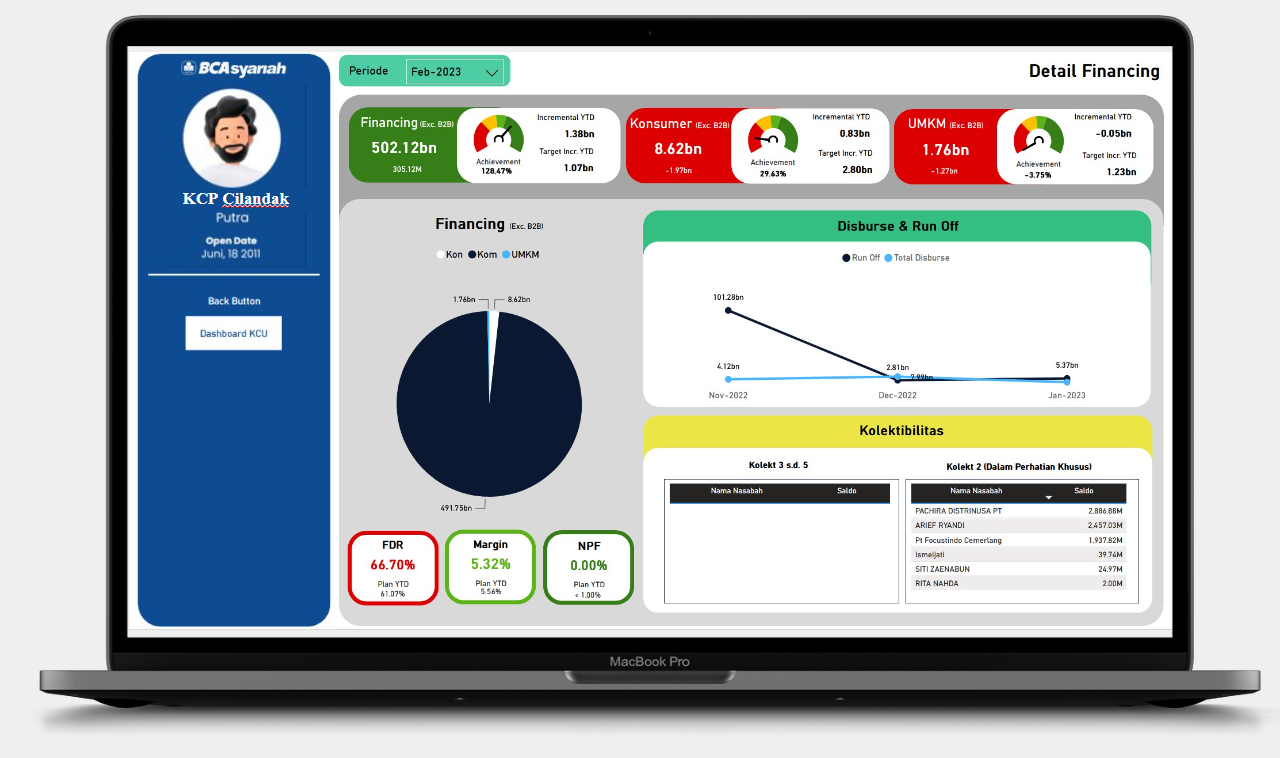 BCAsyariah
KCP Cilandak
Putra
Open Date
Juni, 18 2011
Back Button
Dashboard KCU
Periode
Feb-2023
Detail Financing
Financing (Exc. B2B)
502.12bn
305.12M
Achievement
128.47%
Incremental YTD
1.38bn
Target Incr. YTD
1.07bn
Konsumer (Exc. B2B)
8.62bn
-1.97bn
Achievement
29.63%
Incremental YTD
0.83bn
Target Incr. YTD
2.80bn
UMKM (Exc. B2B)
1.76bn
-1.27bn
Achievement
-3.75%
Incremental YTD
-0.05bn
Target Incr. YTD
1.23bn
Financing (Exc. B2B)
Kon Kom UMKM
1.76bn
8.62bn
491.75bn
FDR
66.70%
Plan YTD
61.07%
Margin
5.32%
Plan YTD
5.56%
NPF
0.00%
Plan YTD
< 1.00%
Disburse & Run Off
Run Off Total Disburse
101.28bn
4.12bn
2.81bn
7.99bn
5.37bn
Nov-2022
Dec-2022
Jan-2023
Kolektibilitas
Kolekt 3 s.d. 5
Nama Nasabah Saldo
Kolekt 2 (Dalam Perhatian Khusus)
Nama Nasabah Saldo
PACHIRA DISTRINUSA PT 2,886.88M
ARIEF RYANDI 2,457.03M
Pt Focustindo Cemerlang 1,937.82M
Ismeijati 39.74M
SITI ZAENABUN 24.97M
RITA NAHDA 2.00M
MacBook Pro